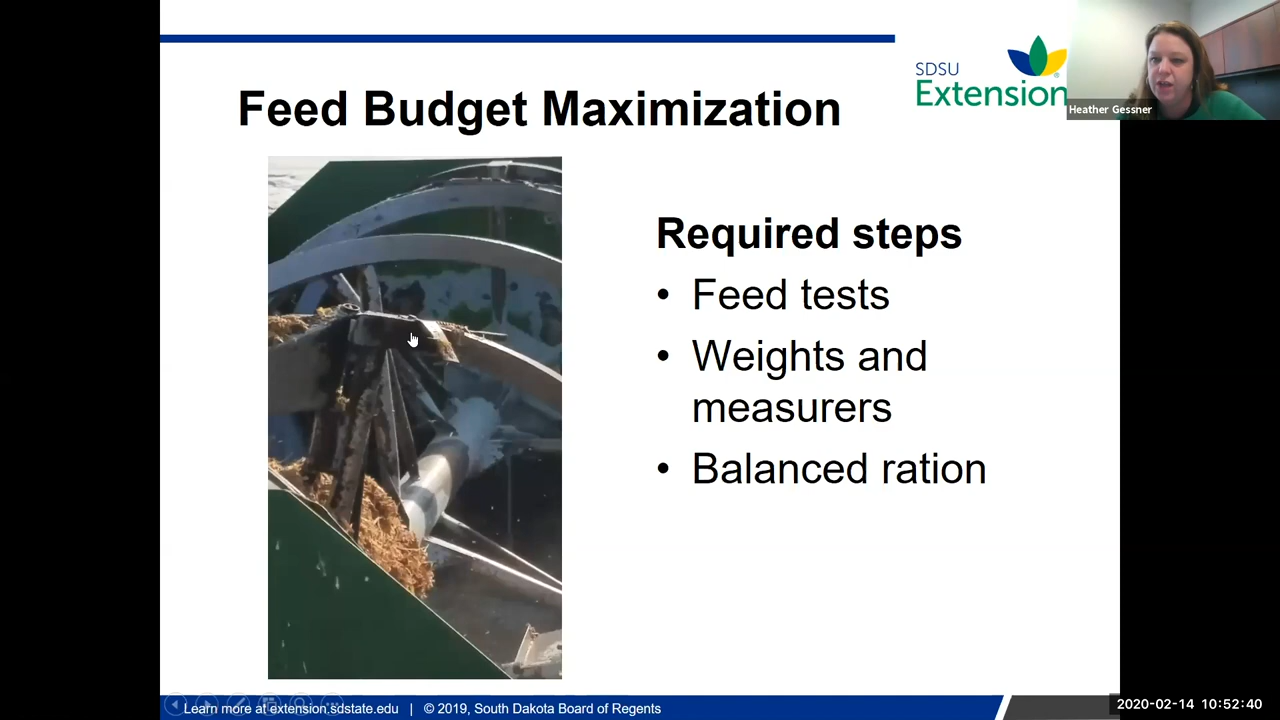 Feed Budget Maximization
SDSU
Extension
Heather Gessner
Required steps
• Feed tests
• Weights and
measurers
• Balanced ration
Learn more at extension.sdstate.edu | © 2019, South Dakota Board of Regents
2020-02-14 10:52:40